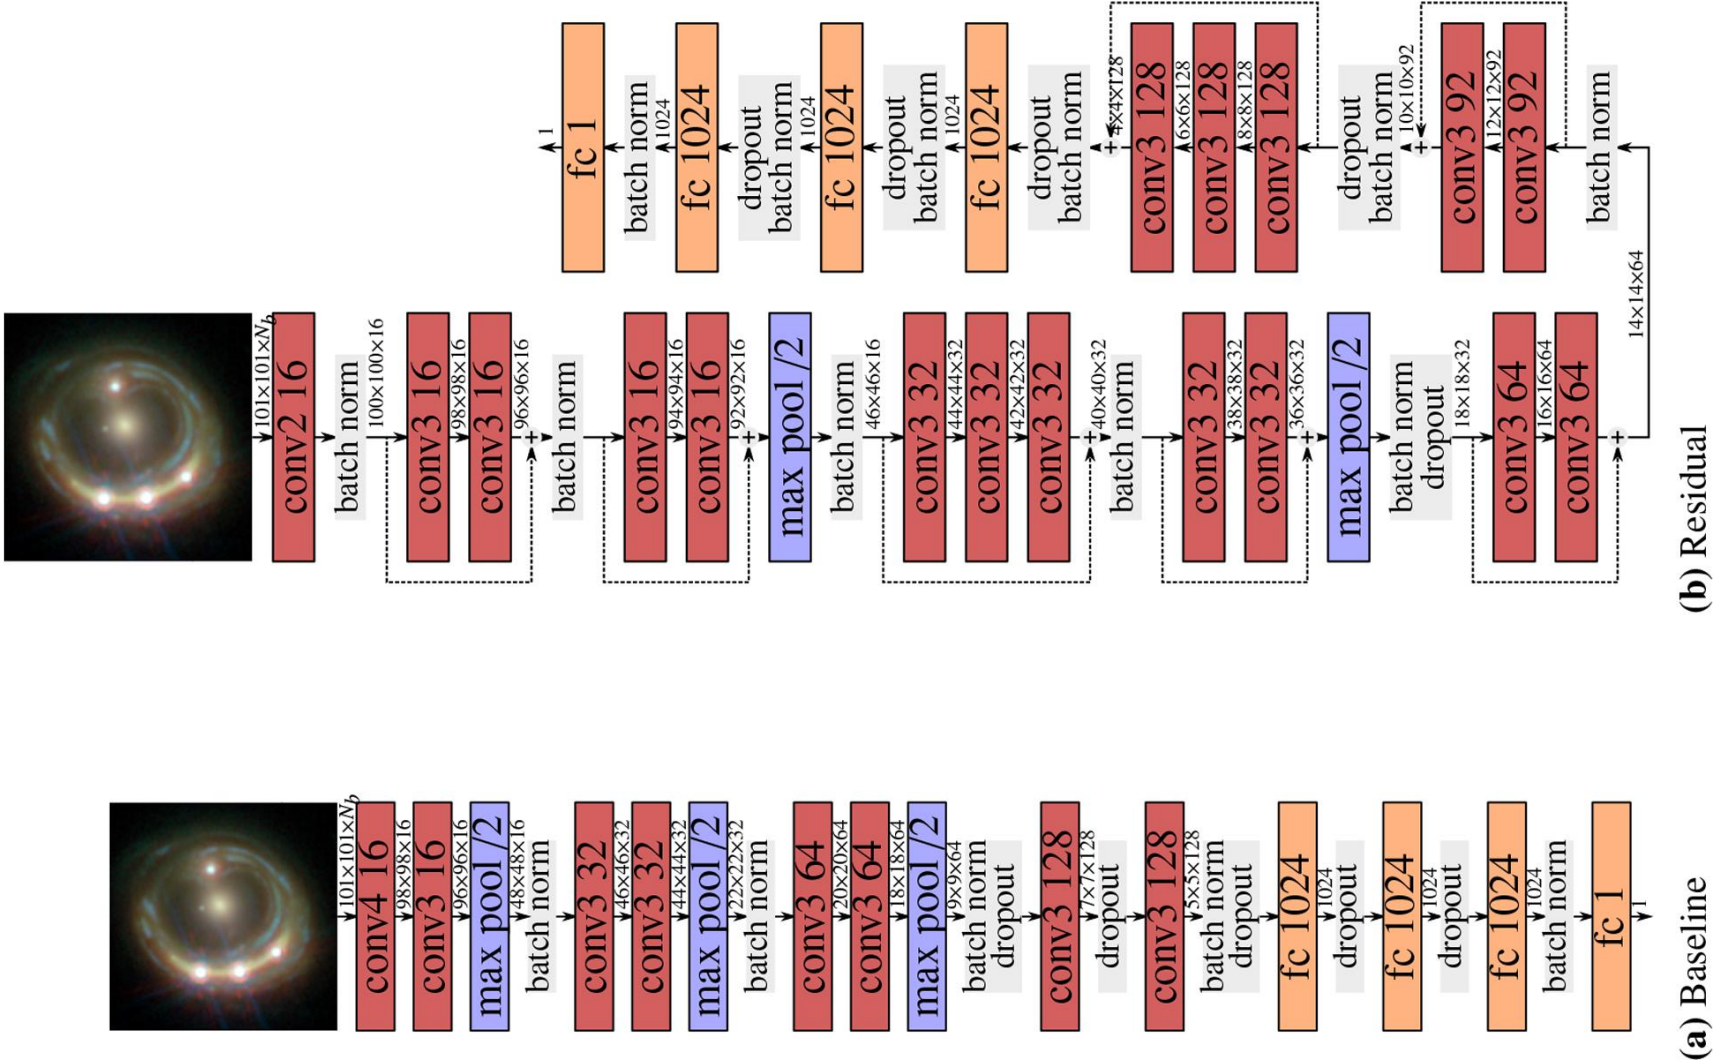 101×101×Nb
conv4 16
98×98×16
conv3 16
96×96×16
max pool /2
48×48×16
batch norm
conv3 32
46×46×32
conv3 32
44×44×32
max pool /2
22×22×32
batch norm
conv3 64
20×20×64
conv3 64
18×18×64
max pool /2
9×9×64
batch norm
dropout
conv3 128
7×7×128
dropout
conv3 128
5×5×128
batch norm
dropout
fc 1024
1024
dropout
fc 1024
1024
dropout
fc 1024
1024
batch norm
fc 1
1
(a) Baseline
101×101×Nb
conv2 16
batch norm
100×100×16
conv3 16
98×98×16
conv3 16
96×96×16
+
batch norm
conv3 16
94×94×16
conv3 16
92×92×16
+
max pool /2
batch norm
46×46×16
conv3 32
44×44×32
conv3 32
42×42×32
conv3 32
40×40×32
+
batch norm
conv3 32
38×38×32
conv3 32
36×36×32
+
max pool /2
batch norm
dropout
18×18×32
conv3 64
16×16×64
conv3 64
+
14×14×64
batch norm
conv3 92
12×12×92
conv3 92
+
10×10×92
batch norm
dropout
conv3 128
8×8×128
conv3 128
6×6×128
conv3 128
+
4×4×128
batch norm
dropout
fc 1024
1024
batch norm
dropout
fc 1024
1024
batch norm
dropout
fc 1024
1024
batch norm
fc 1
1
(b) Residual